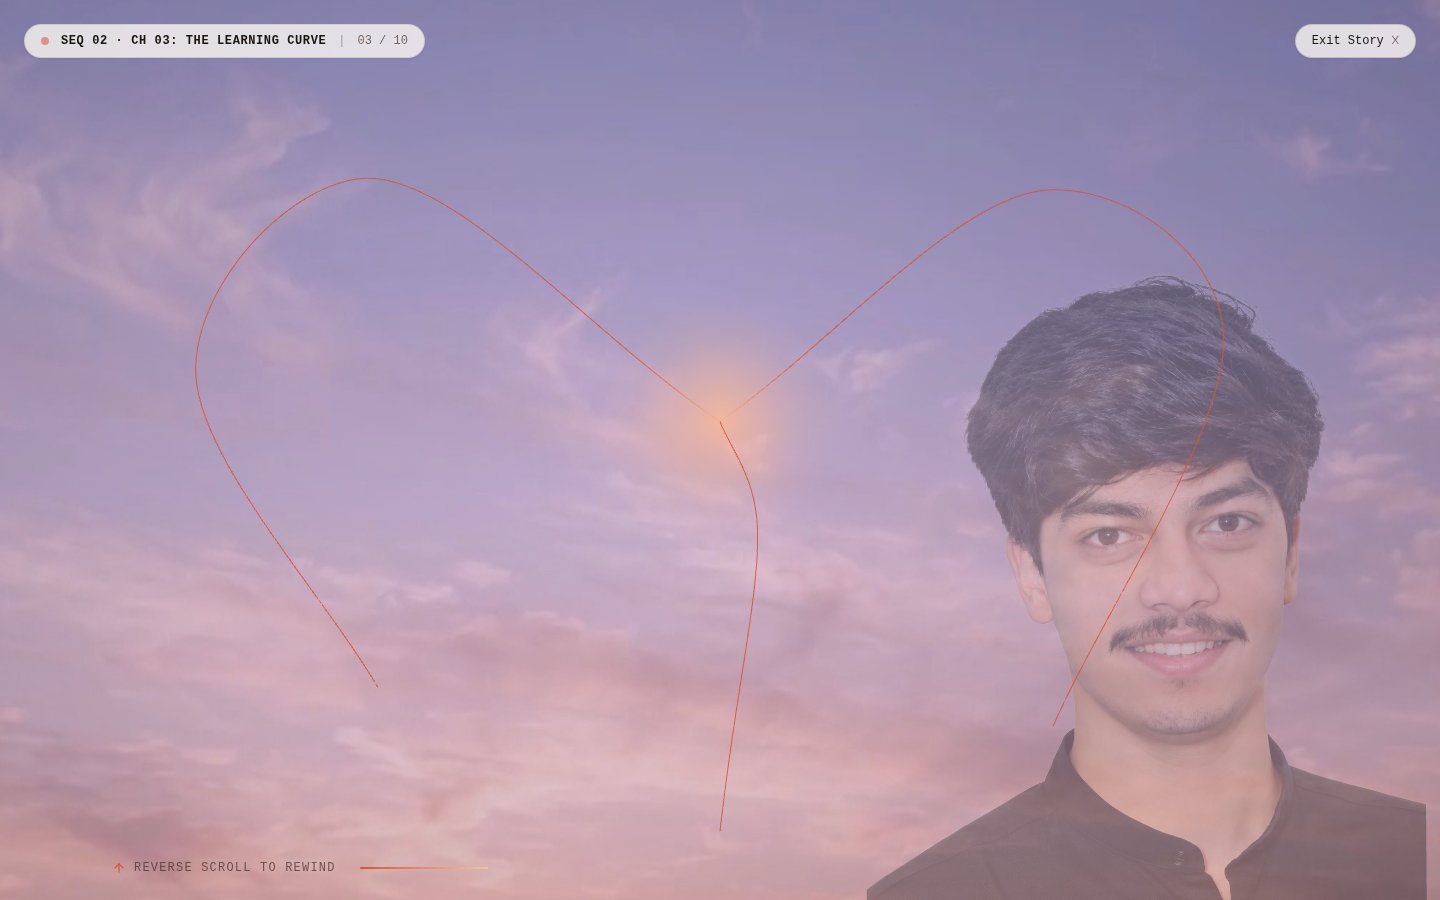 SEQ 02 · CH 03: THE LEARNING CURVE | 03 / 10
Exit Story X
↑ REVERSE SCROLL TO REWIND